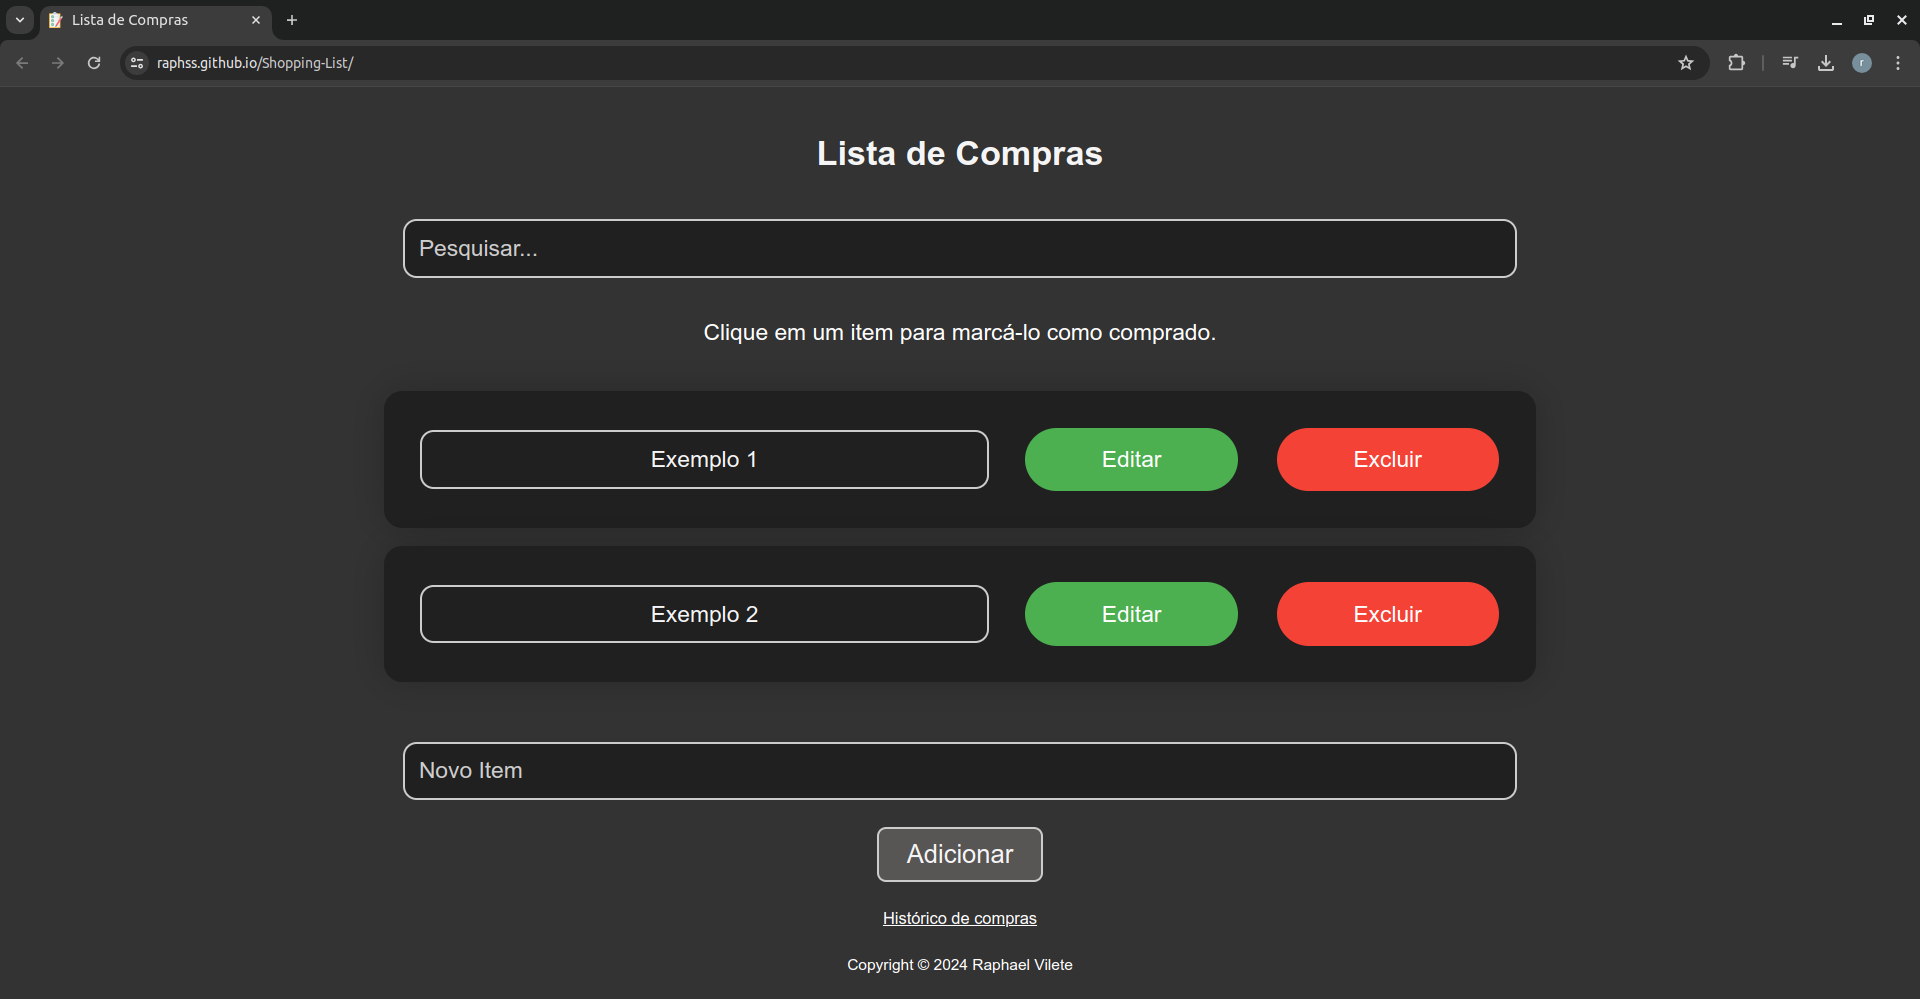 Lista de Compras
raphss.github.io/Shopping-List/
r
Lista de Compras
Pesquisar...
Clique em um item para marcá-lo como comprado.
Exemplo 1 Editar Excluir
Exemplo 2 Editar Excluir
Novo Item
Adicionar
Histórico de compras
Copyright © 2024 Raphael Vilete